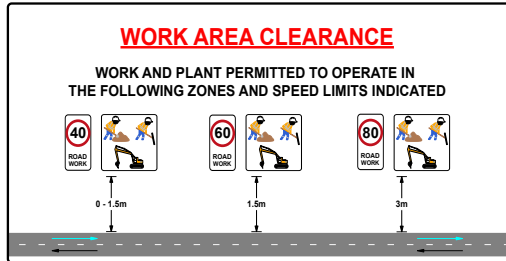 WORK AREA CLEARANCE
WORK AND PLANT PERMITTED TO OPERATE IN
THE FOLLOWING ZONES AND SPEED LIMITS INDICATED
40
ROAD
WORK
60
ROAD
WORK
80
ROAD
WORK
0 - 1.5m
1.5m
3m